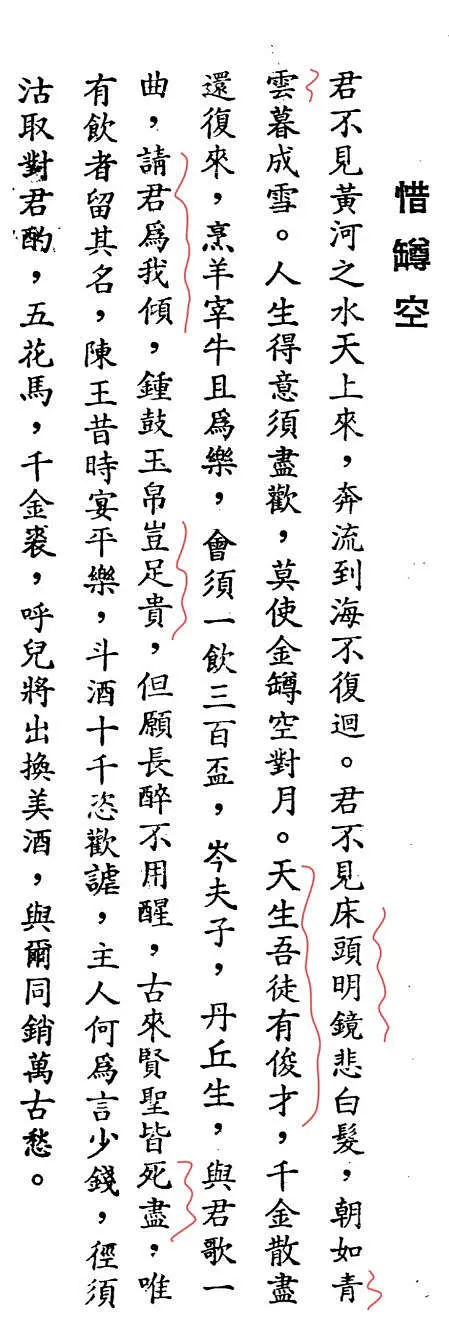 惜罇空
君不見黃河之水天上來，奔流到海不復迴。君不見床頭明鏡悲白髮，朝如青
雲暮成雪。人生得意須盡歡，莫使金罇空對月。天生吾徒有俊才，千金散盡
還復來，烹羊宰牛且爲樂，會須一飲三百盃，岑夫子，丹丘生，與君歌一
曲，請君爲我傾，鍾鼓玉帛豈足貴，但願長醉不用醒，古來賢聖皆死盡，唯
有飲者留其名，陳王昔時宴平樂，斗酒十千恣歡謔，主人何爲言少錢，徑須
沽取對君酌，五花馬，千金裘，呼兒將出換美酒，與爾同銷萬古愁。